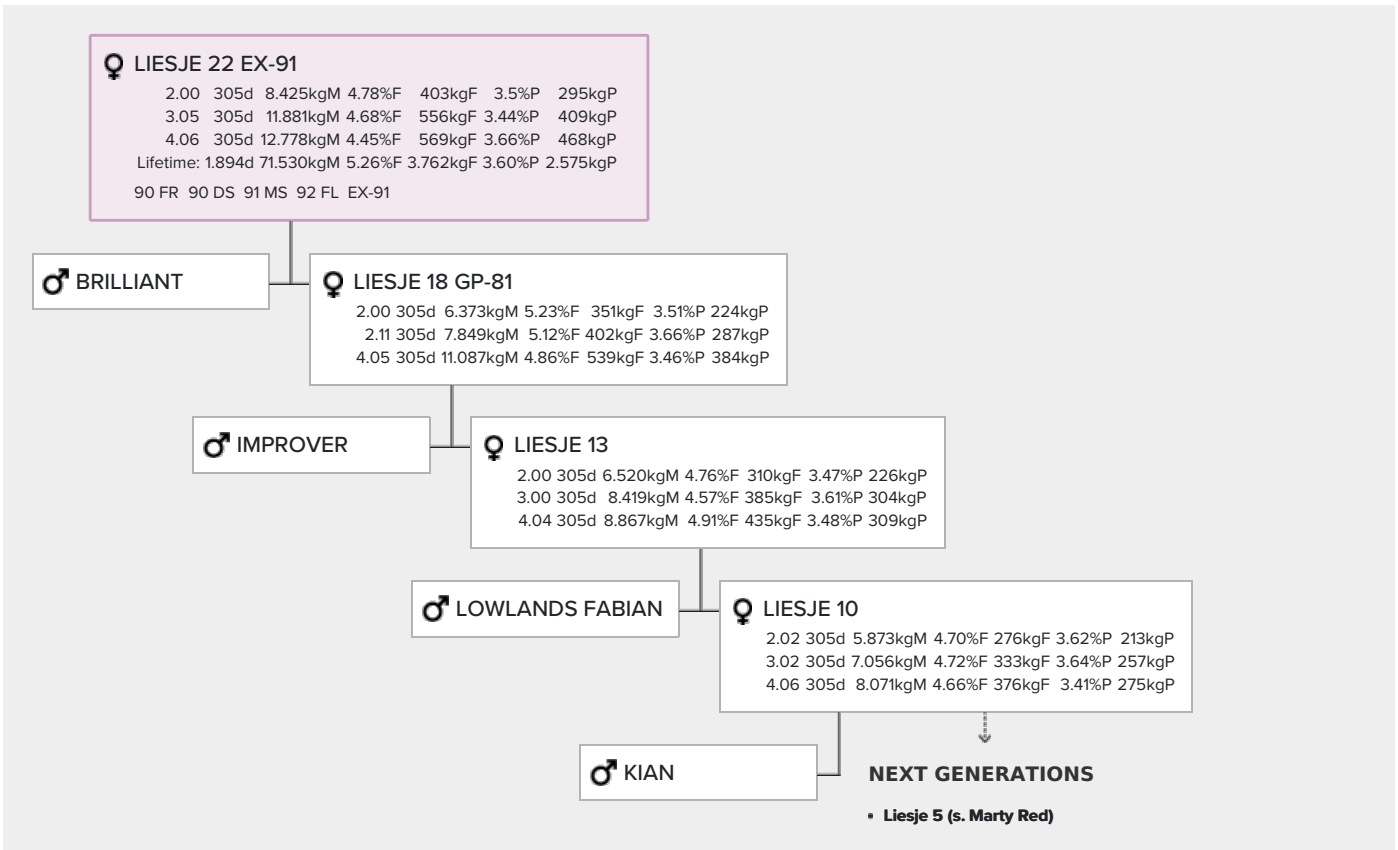 LIESJE 22 EX-91
2.00 305d 8.425kgM 4.78%F 403kgF 3.5%P 295kgP
3.05 305d 11.881kgM 4.68%F 556kgF 3.44%P 409kgP
4.06 305d 12.778kgM 4.45%F 569kgF 3.66%P 468kgP
Lifetime: 1.894d 71.530kgM 5.26%F 3.762kgF 3.60%P 2.575kgP
90 FR 90 DS 91 MS 92 FL EX-91
BRILLIANT
LIESJE 18 GP-81
2.00 305d 6.373kgM 5.23%F 351kgF 3.51%P 224kgP
2.11 305d 7.849kgM 5.12%F 402kgF 3.66%P 287kgP
4.05 305d 11.087kgM 4.86%F 539kgF 3.46%P 384kgP
IMPROVER
LIESJE 13
2.00 305d 6.520kgM 4.76%F 310kgF 3.47%P 226kgP
3.00 305d 8.419kgM 4.57%F 385kgF 3.61%P 304kgP
4.04 305d 8.867kgM 4.91%F 435kgF 3.48%P 309kgP
LOWLANDS FABIAN
LIESJE 10
2.02 305d 5.873kgM 4.70%F 276kgF 3.62%P 213kgP
3.02 305d 7.056kgM 4.72%F 333kgF 3.64%P 257kgP
4.06 305d 8.071kgM 4.66%F 376kgF 3.41%P 275kgP
KIAN
NEXT GENERATIONS
• Liesje 5 (s. Marty Red)